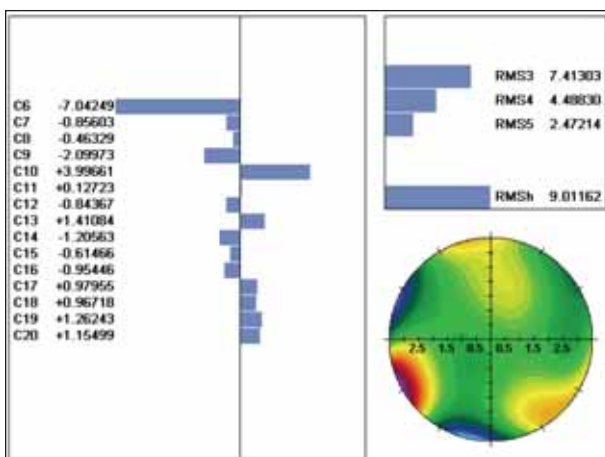 C6 -7.04249
C7 -0.85603
C8 -0.46329
C9 -2.09973
C10 +3.99661
C11 +0.12723
C12 -0.84367
C13 +1.41084
C14 -1.20563
C15 -0.61466
C16 -0.95446
C17 +0.97955
C18 +0.96718
C19 +1.26243
C20 +1.15499
RMS3 7.41303
RMS4 4.48830
RMS5 2.47214
RMSh 9.01162
2.5 1.5 0.5 0.5 1.5 2.5